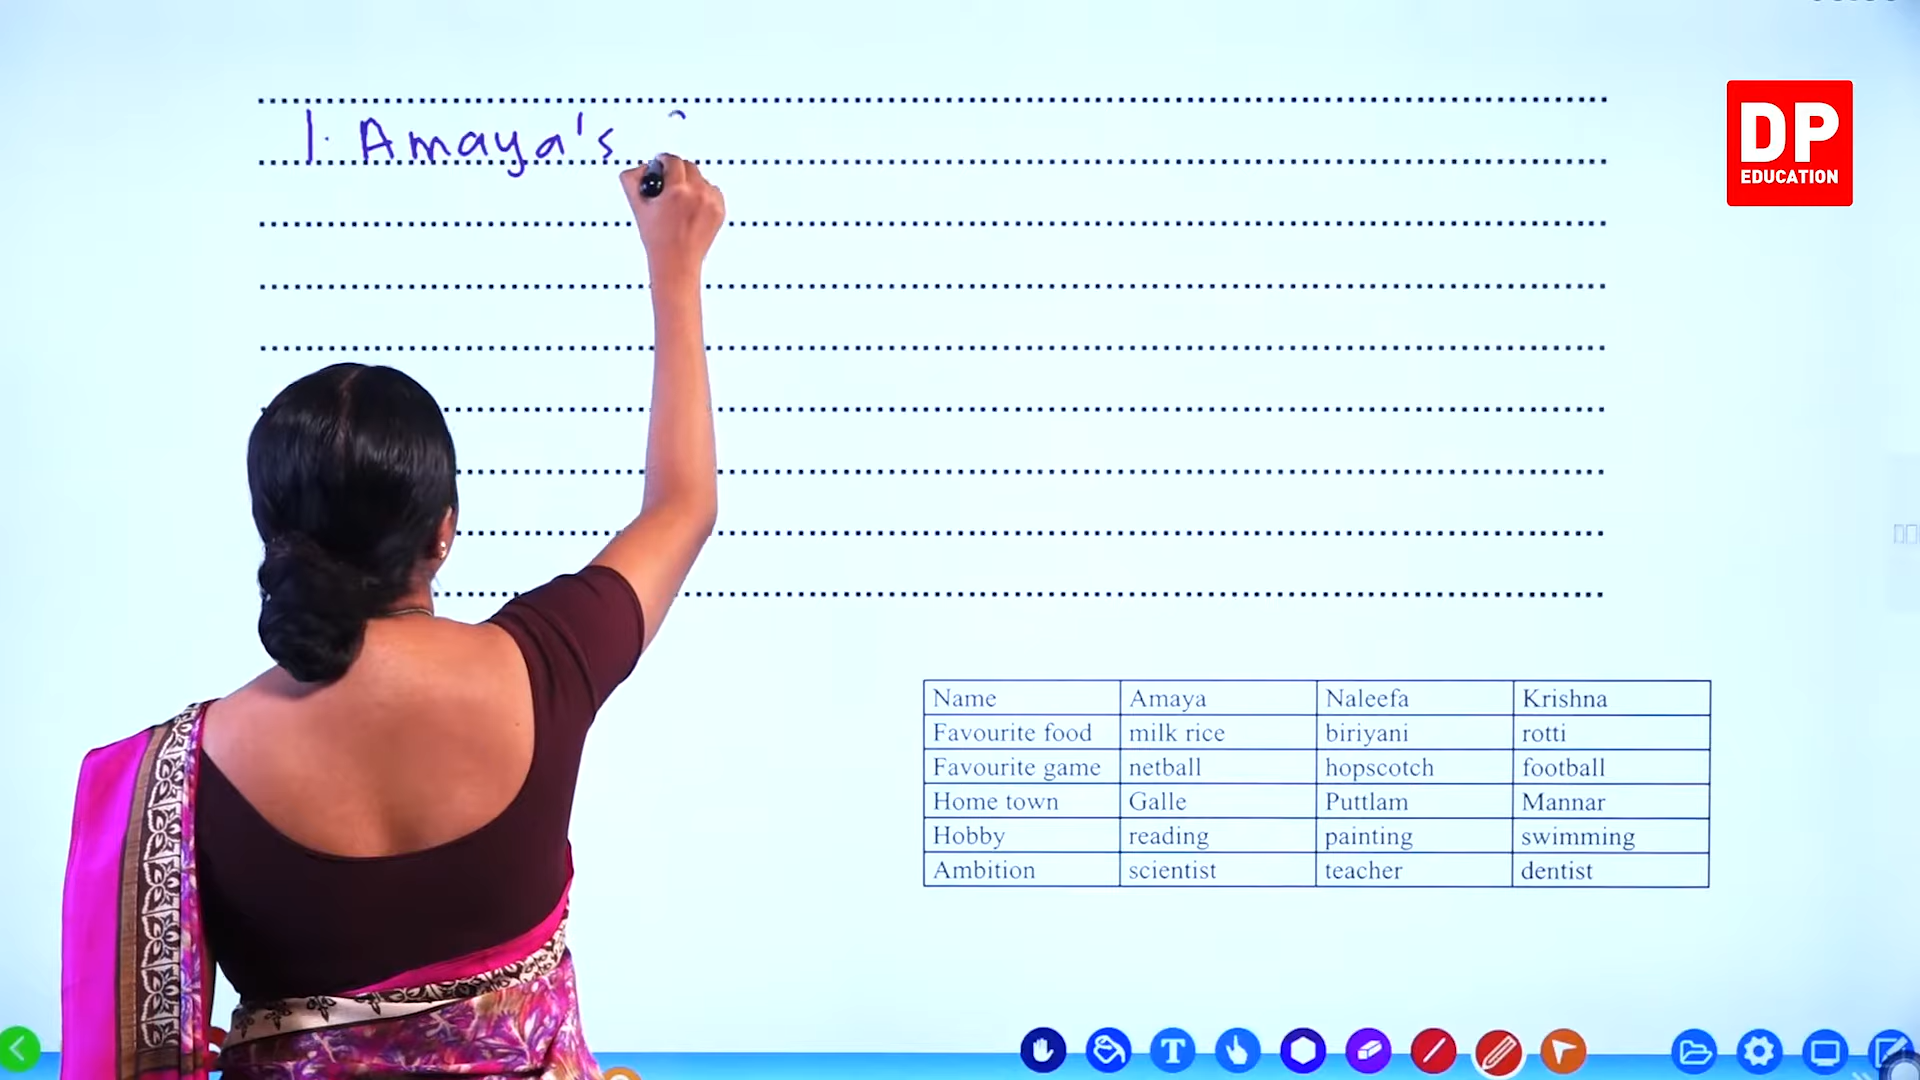 1. Amaya's
DP
EDUCATION
Name Amaya Naleefa Krishna
Favourite food milk rice biriyani rotti
Favourite game netball hopscotch football
Home town Galle Puttlam Mannar
Hobby reading painting swimming
Ambition scientist teacher dentist